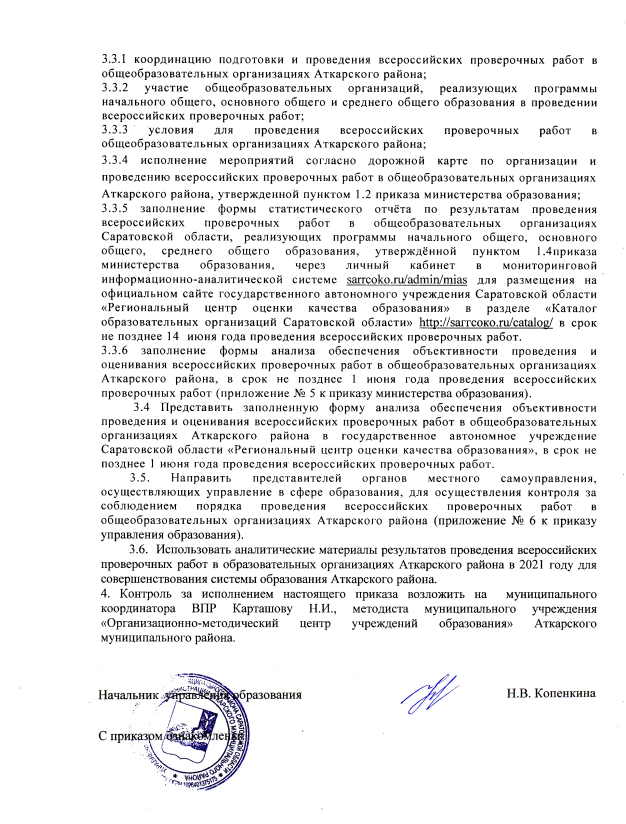 3.3.1 координацию подготовки и проведения всероссийских проверочных работ в
общеобразовательных организациях Аткарского района;
3.3.2 участие общеобразовательных организаций, реализующих программы
начального общего, основного общего и среднего общего образования в проведении
всероссийских проверочных работ;
3.3.3 условия для проведения всероссийских проверочных работ в
общеобразовательных организациях Аткарского района;
3.3.4 исполнение мероприятий согласно дорожной карте по организации и
проведению всероссийских проверочных работ в общеобразовательных организациях
Аткарского района, утвержденной пунктом 1.2 приказа министерства образования;
3.3.5 заполнение формы статистического отчёта по результатам проведения
всероссийских проверочных работ в общеобразовательных организациях
Саратовской области, реализующих программы начального общего, основного
общего, среднего общего образования, утверждённой пунктом 1.4приказа
министерства образования, через личный кабинет в мониторинговой
информационно-аналитической системе sarrcoko.ru/admin/mias для размещения на
официальном сайте государственного автономного учреждения Саратовской области
«Региональный центр оценки качества образования» в разделе «Каталог
образовательных организаций Саратовской области» http://sarrcoko.ru/catalog/ в срок
не позднее 14 июня года проведения всероссийских проверочных работ.
3.3.6 заполнение формы анализа обеспечения объективности проведения и
оценивания всероссийских проверочных работ в общеобразовательных организациях
Аткарского района, в срок не позднее 1 июня года проведения всероссийских
проверочных работ (приложение № 5 к приказу министерства образования).
3.4 Представить заполненную форму анализа обеспечения объективности
проведения и оценивания всероссийских проверочных работ в общеобразовательных
организациях Аткарского района в государственное автономное учреждение
Саратовской области «Региональный центр оценки качества образования», в срок не
позднее 1 июня года проведения всероссийских проверочных работ.
3.5. Направить представителей органов местного самоуправления,
осуществляющих управление в сфере образования, для осуществления контроля за
соблюдением порядка проведения всероссийских проверочных работ в
общеобразовательных организациях Аткарского района (приложение № 6 к приказу
управления образования).
3.6. Использовать аналитические материалы результатов проведения всероссийских
проверочных работ в образовательных организациях Аткарского района в 2021 году для
совершенствования системы образования Аткарского района.
4. Контроль за исполнением настоящего приказа возложить на муниципального
координатора ВПР Карташову Н.И., методиста муниципального учреждения
«Организационно-методический центр учреждений образования» Аткарского
муниципального района.
Начальник управления образования Н.В. Копенкина
С приказом ознакомлены: